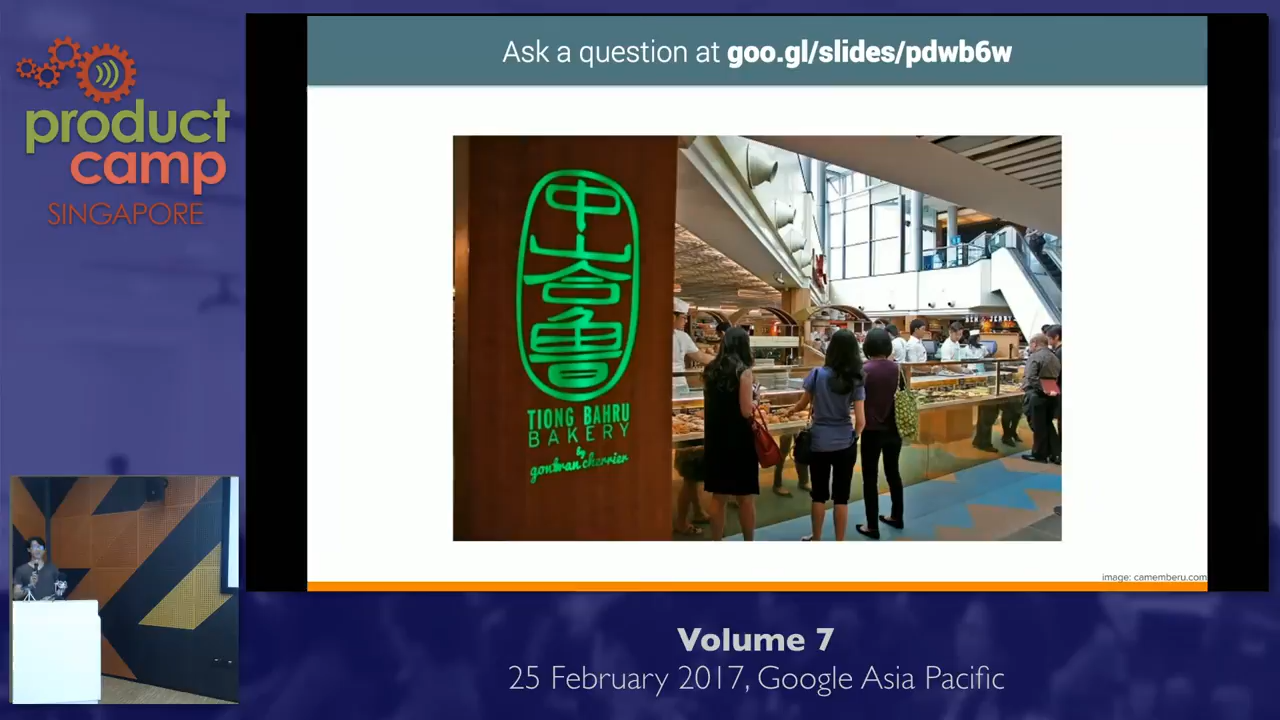 product
camp
SINGAPORE
Ask a question at goo.gl/slides/pdwb6w
中峇魯
TIONG BAHRU
BAKERY
by
gontran cherrier
image: camemberu.com
Volume 7
25 February 2017, Google Asia Pacific